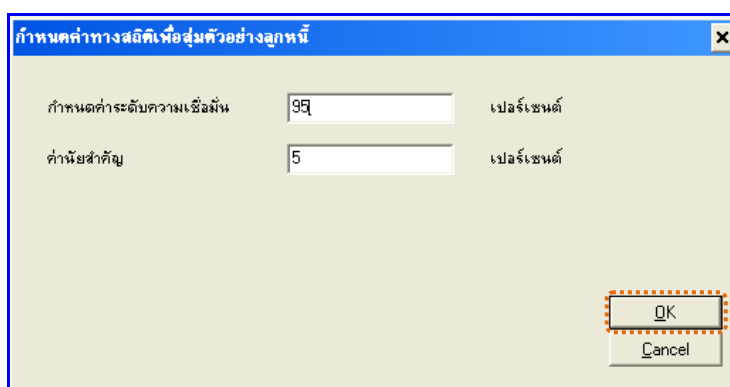 กำหนดค่าทางสถิติเพื่อสุ่มตัวอย่างลูกหนี้
กำหนดค่าระดับความเชื่อมั่น 95 เปอร์เซนต์
ค่านัยสำคัญ 5 เปอร์เซนต์
OK
Cancel